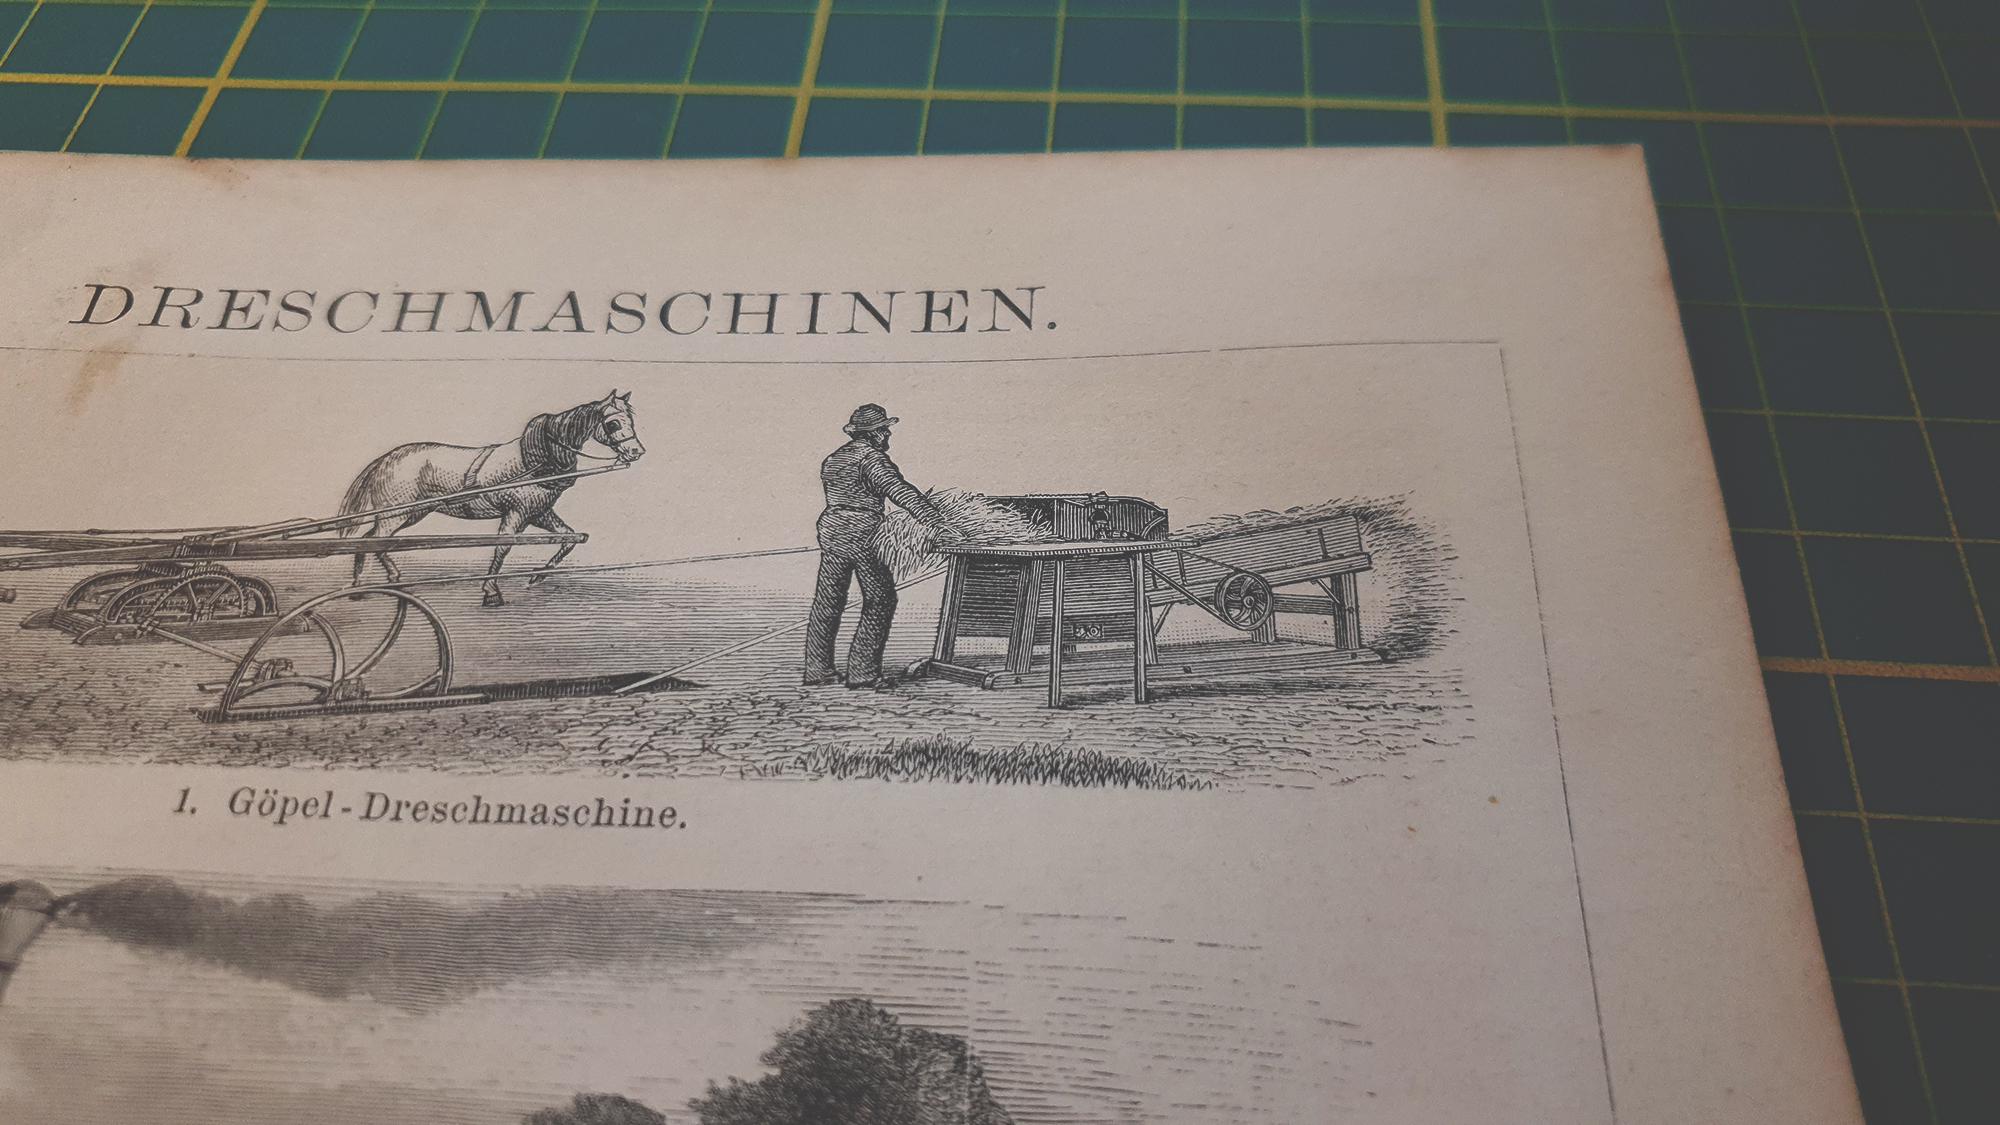 DRESCHMASCHINEN.
1. Göpel-Dreschmaschine.